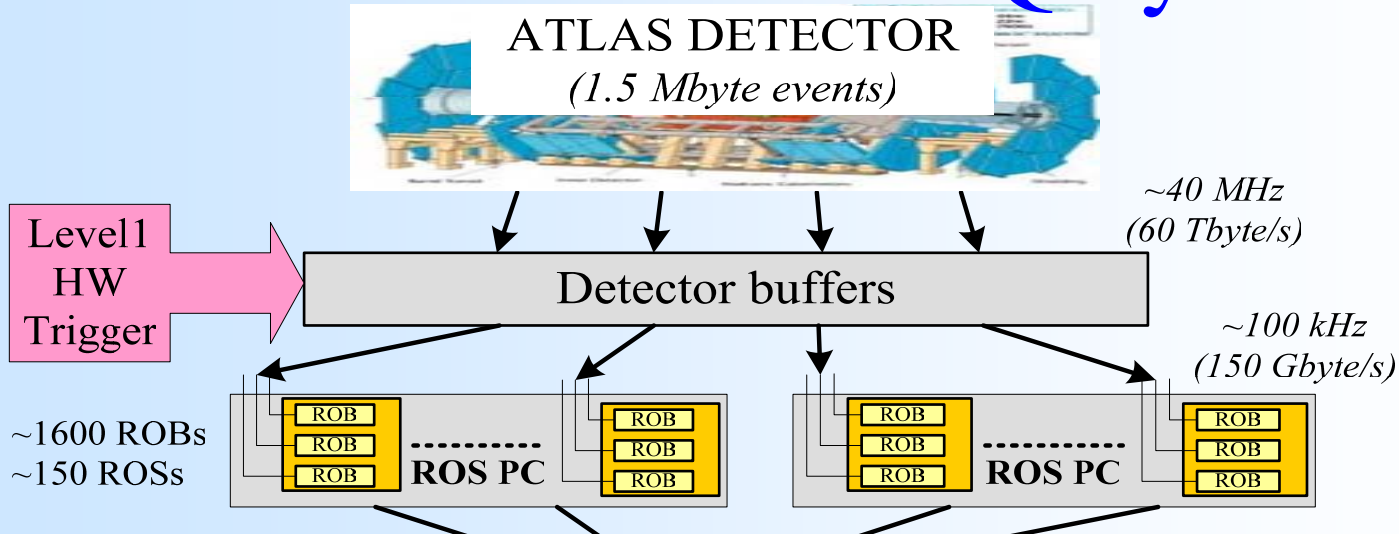 ATLAS DETECTOR
(1.5 Mbyte events)
~40 MHz
(60 Tbyte/s)
Level1
HW
Trigger
Detector buffers
~100 kHz
(150 Gbyte/s)
~1600 ROBs
~150 ROSs
ROB
ROB
ROB
ROS PC
ROB
ROB
ROB
ROB
ROB
ROB
ROS PC
ROB
ROB
ROB